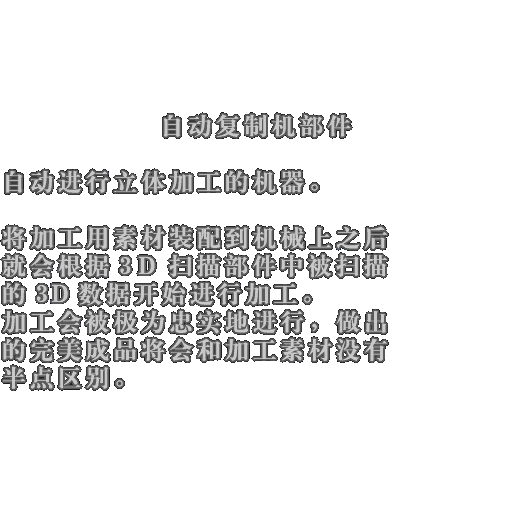 自动复制机部件
自动进行立体加工的机器。
将加工用素材装配到机械上之后
就会根据 3D 扫描部件中被扫描
的 3D 数据开始进行加工。
加工会被极为忠实地进行，做出
的完美成品将会和加工素材没有
半点区别。